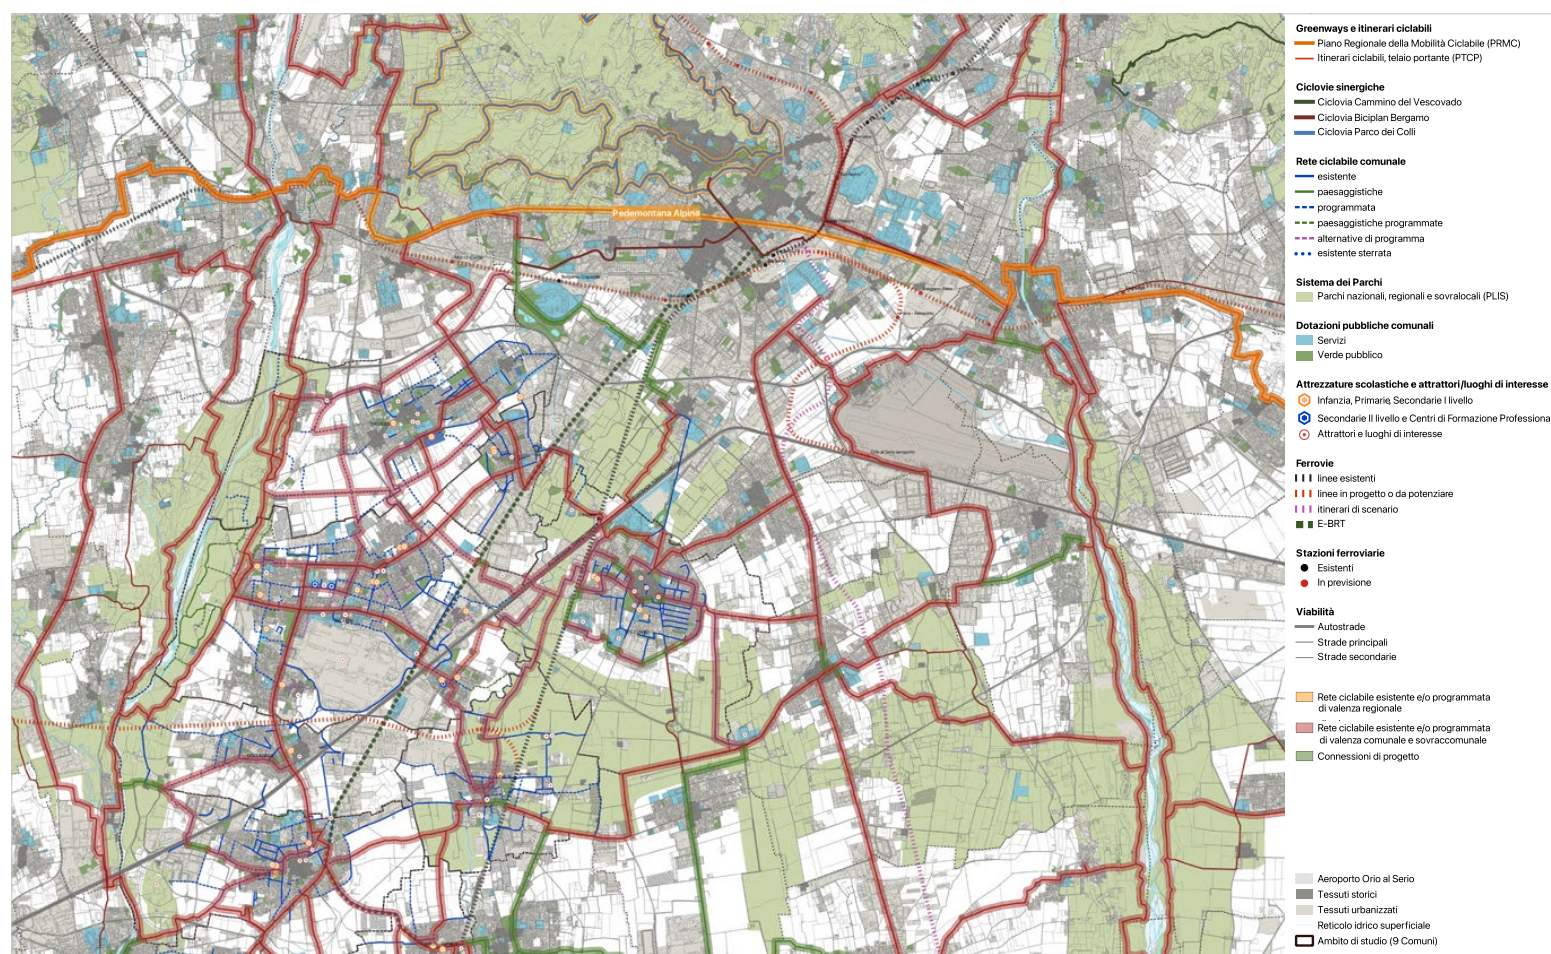 Pedemontana Alpina
Orio al Serio aeroporto
Greenways e itinerari ciclabili
Piano Regionale della Mobilità Ciclabile (PRMC)
Itinerari ciclabili, telaio portante (PTCP)
Ciclovie sinergiche
Ciclovia Cammino del Vescovado
Ciclovia Biciplan Bergamo
Ciclovia Parco dei Colli
Rete ciclabile comunale
esistente
paesaggistiche
programmata
paesaggistiche programmate
alternative di programma
esistente sterrata
Sistema dei Parchi
Parchi nazionali, regionali e sovralocali (PLIS)
Dotazioni pubbliche comunali
Servizi
Verde pubblico
Attrezzature scolastiche e attrattori/luoghi di interesse
Infanzia, Primarie, Secondarie I livello
Secondarie II livello e Centri di Formazione Professiona
Attrattori e luoghi di interesse
Ferrovie
linee esistenti
linee in progetto o da potenziare
itinerari di scenario
E-BRT
Stazioni ferroviarie
Esistenti
In previsione
Viabilità
Autostrade
Strade principali
Strade secondarie
Rete ciclabile esistente e/o programmata
di valenza regionale
Rete ciclabile esistente e/o programmata
di valenza comunale e sovraccomunale
Connessioni di progetto
Aeroporto Orio al Serio
Tessuti storici
Tessuti urbanizzati
Reticolo idrico superficiale
Ambito di studio (9 Comuni)